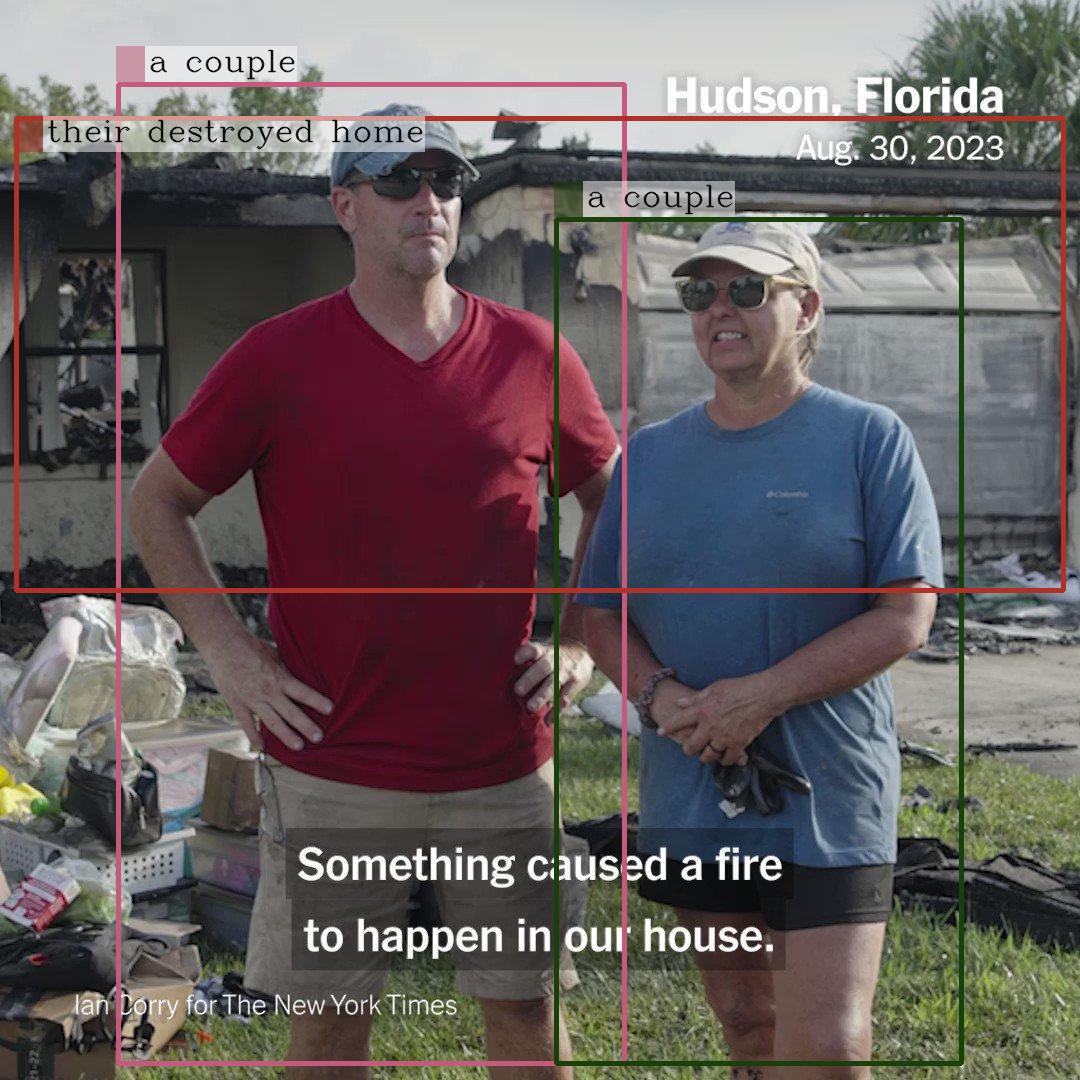 a couple
Hudson, Florida
their destroyed home
Aug. 30, 2023
a couple
Columbia
Something caused a fire
to happen in our house.
Ian Corry for The New York Times